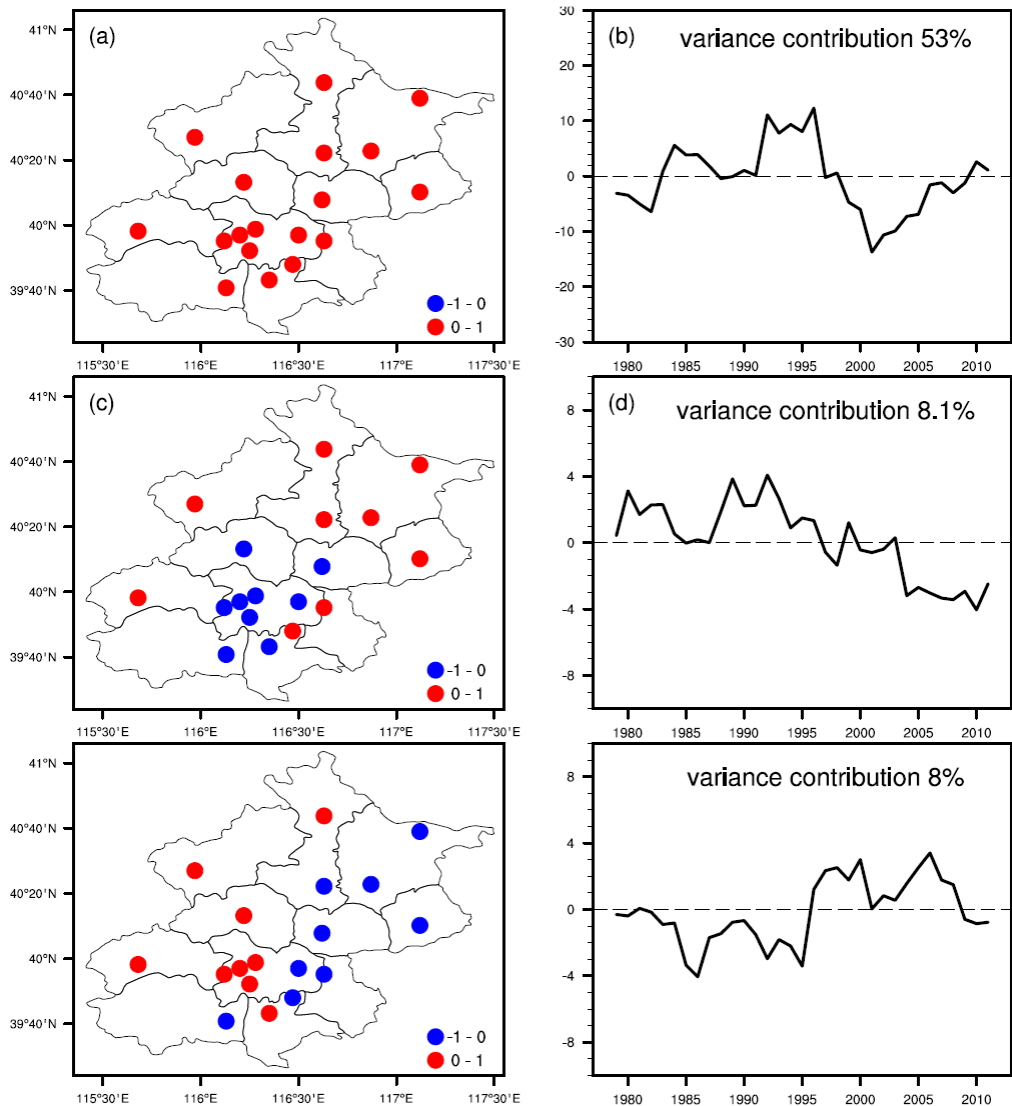 (a)
41°N
40°40'N
40°20'N
40°N
39°40'N
-1 - 0
0 - 1
115°30'E
116°E
116°30'E
117°E
117°30'E
(b)
variance contribution 53%
30
20
10
0
-10
-20
-30
1980
1985
1990
1995
2000
2005
2010
(c)
41°N
40°40'N
40°20'N
40°N
39°40'N
-1 - 0
0 - 1
115°30'E
116°E
116°30'E
117°E
117°30'E
(d)
variance contribution 8.1%
8
4
0
-4
-8
1980
1985
1990
1995
2000
2005
2010
41°N
40°40'N
40°20'N
40°N
39°40'N
-1 - 0
0 - 1
115°30'E
116°E
116°30'E
117°E
117°30'E
variance contribution 8%
8
4
0
-4
-8
1980
1985
1990
1995
2000
2005
2010